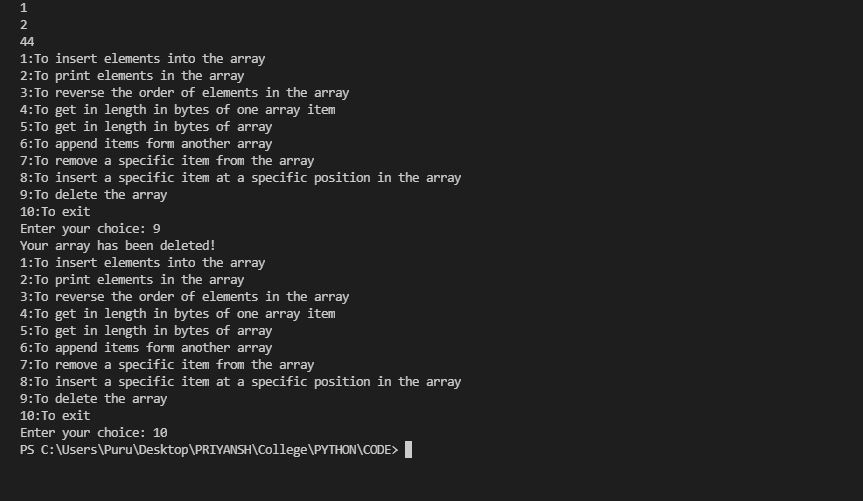 1
2
44
1:To insert elements into the array
2:To print elements in the array
3:To reverse the order of elements in the array
4:To get in length in bytes of one array item
5:To get in length in bytes of array
6:To append items form another array
7:To remove a specific item from the array
8:To insert a specific item at a specific position in the array
9:To delete the array
10:To exit
Enter your choice: 9
Your array has been deleted!
1:To insert elements into the array
2:To print elements in the array
3:To reverse the order of elements in the array
4:To get in length in bytes of one array item
5:To get in length in bytes of array
6:To append items form another array
7:To remove a specific item from the array
8:To insert a specific item at a specific position in the array
9:To delete the array
10:To exit
Enter your choice: 10
PS C:\Users\Puru\Desktop\PRIYANSH\College\PYTHON\CODE>